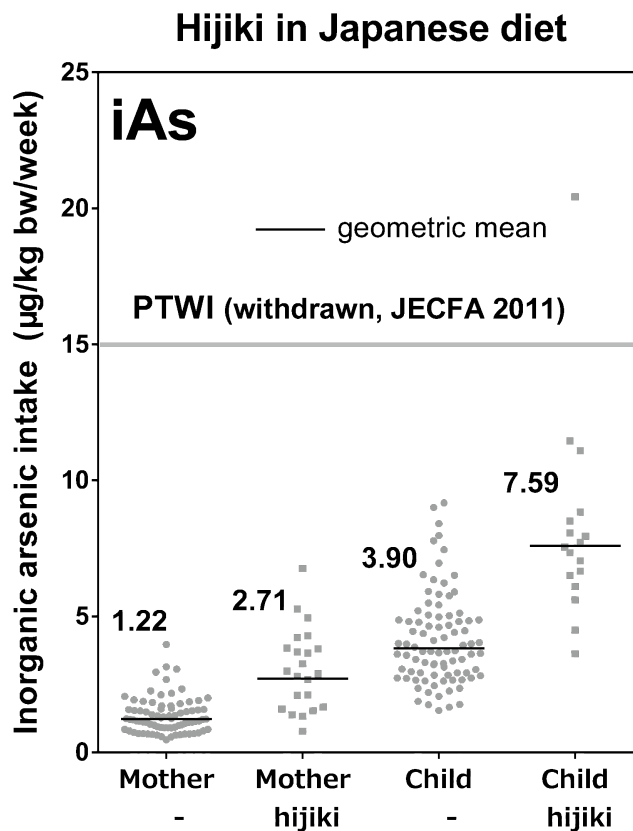 Hijiki in Japanese diet
Inorganic arsenic intake (μg/kg bw/week)
25
20
15
10
5
0
iAs
geometric mean
PTWI (withdrawn, JECFA 2011)
1.22
2.71
3.90
7.59
Mother
-
Mother
hijiki
Child
-
Child
hijiki